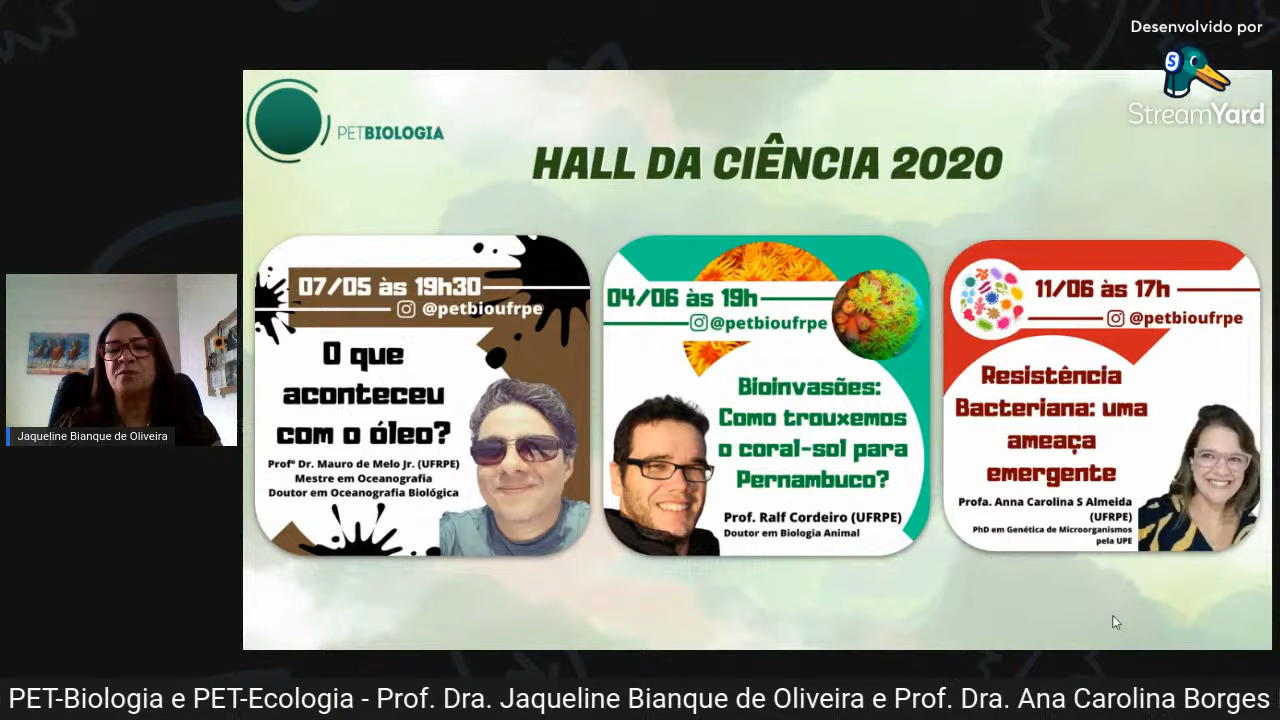 Desenvolvido por
StreamYard
PETBIOLOGIA
HALL DA CIÊNCIA 2020
07/05 às 19h30
@petbioufrpe
O que
aconteceu
com o óleo?
Profº Dr. Mauro de Melo Jr. (UFRPE)
Mestre em Oceanografia
Doutor em Oceanografia Biológica
04/06 às 19h
@petbioufrpe
Bioinvasões:
Como trouxemos
o coral-sol para
Pernambuco?
Prof. Ralf Cordeiro (UFRPE)
Doutor em Biologia Animal
11/06 às 17h
@petbioufrpe
Resistência
Bacteriana: uma
ameaça
emergente
Profa. Anna Carolina S Almeida
(UFRPE)
PhD em Genética de Microorganismos
pela UPE
Jaqueline Bianque de Oliveira
PET-Biologia e PET-Ecologia - Prof. Dra. Jaqueline Bianque de Oliveira e Prof. Dra. Ana Carolina Borges